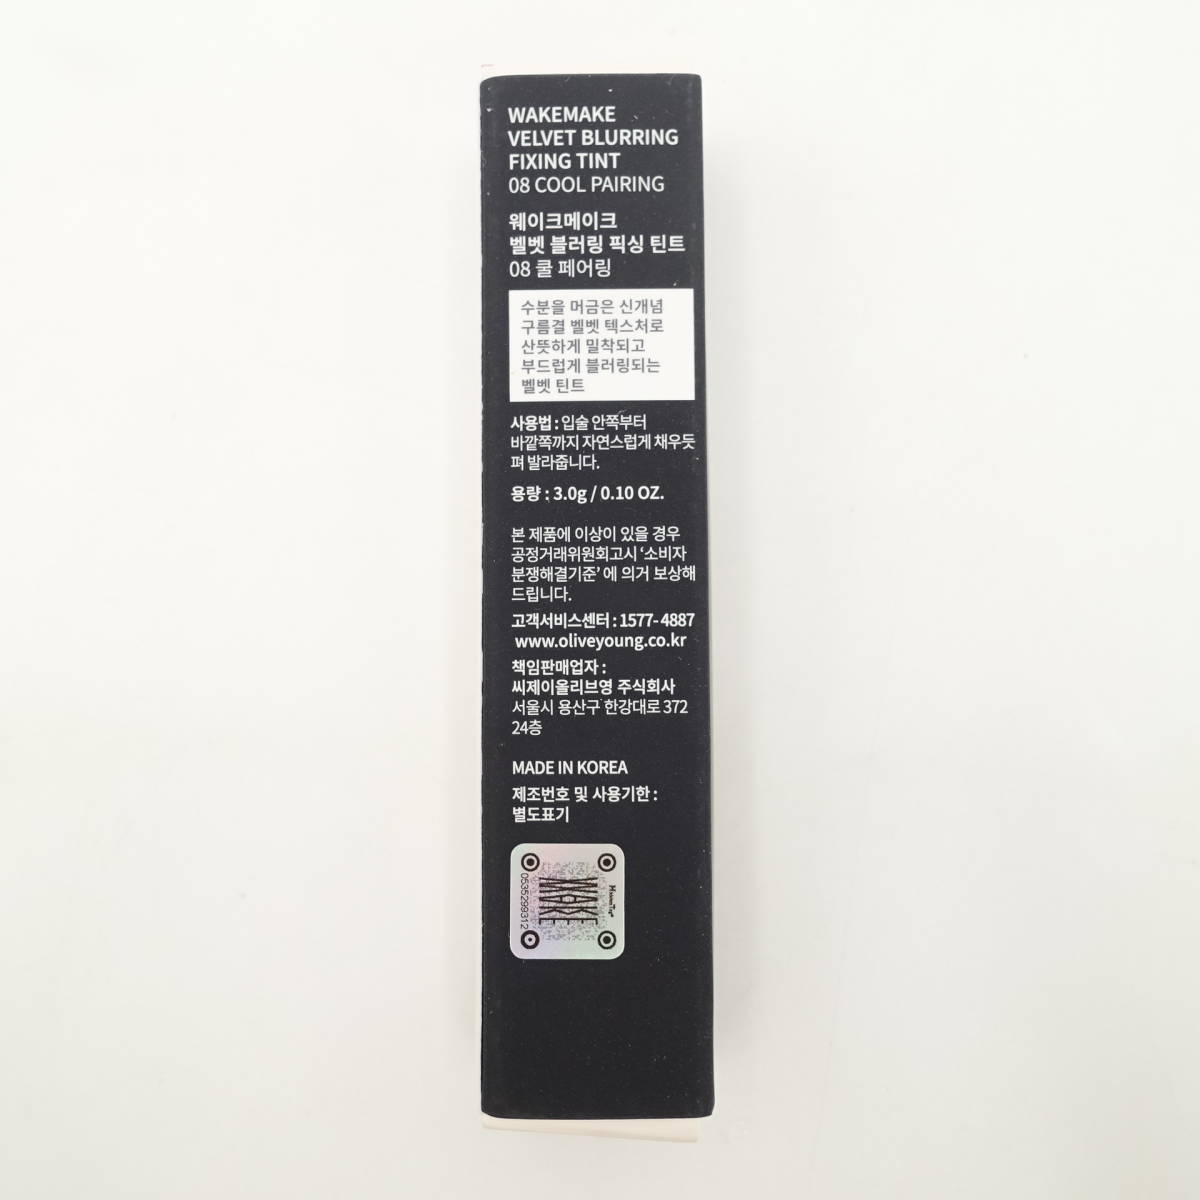 WAKEMAKE
VELVET BLURRING
FIXING TINT
08 COOL PAIRING
웨이크메이크
벨벳 블러링 픽싱 틴트
08 쿨 페어링
수분을 머금은 신개념
구름결 벨벳 텍스처로
산뜻하게 밀착되고
부드럽게 블러링되는
벨벳 틴트
사용법 : 입술 안쪽부터
바깥쪽까지 자연스럽게 채우듯
펴 발라줍니다.
용량 : 3.0g / 0.10 OZ.
본 제품에 이상이 있을 경우
공정거래위원회고시 ‘소비자
분쟁해결기준’ 에 의거 보상해
드립니다.
고객서비스센터 : 1577- 4887
www.oliveyoung.co.kr
책임판매업자 :
씨제이올리브영 주식회사
서울시 용산구 한강대로 372
24층
MADE IN KOREA
제조번호 및 사용기한 :
별도표기
WAKE
MAKE
0535299312